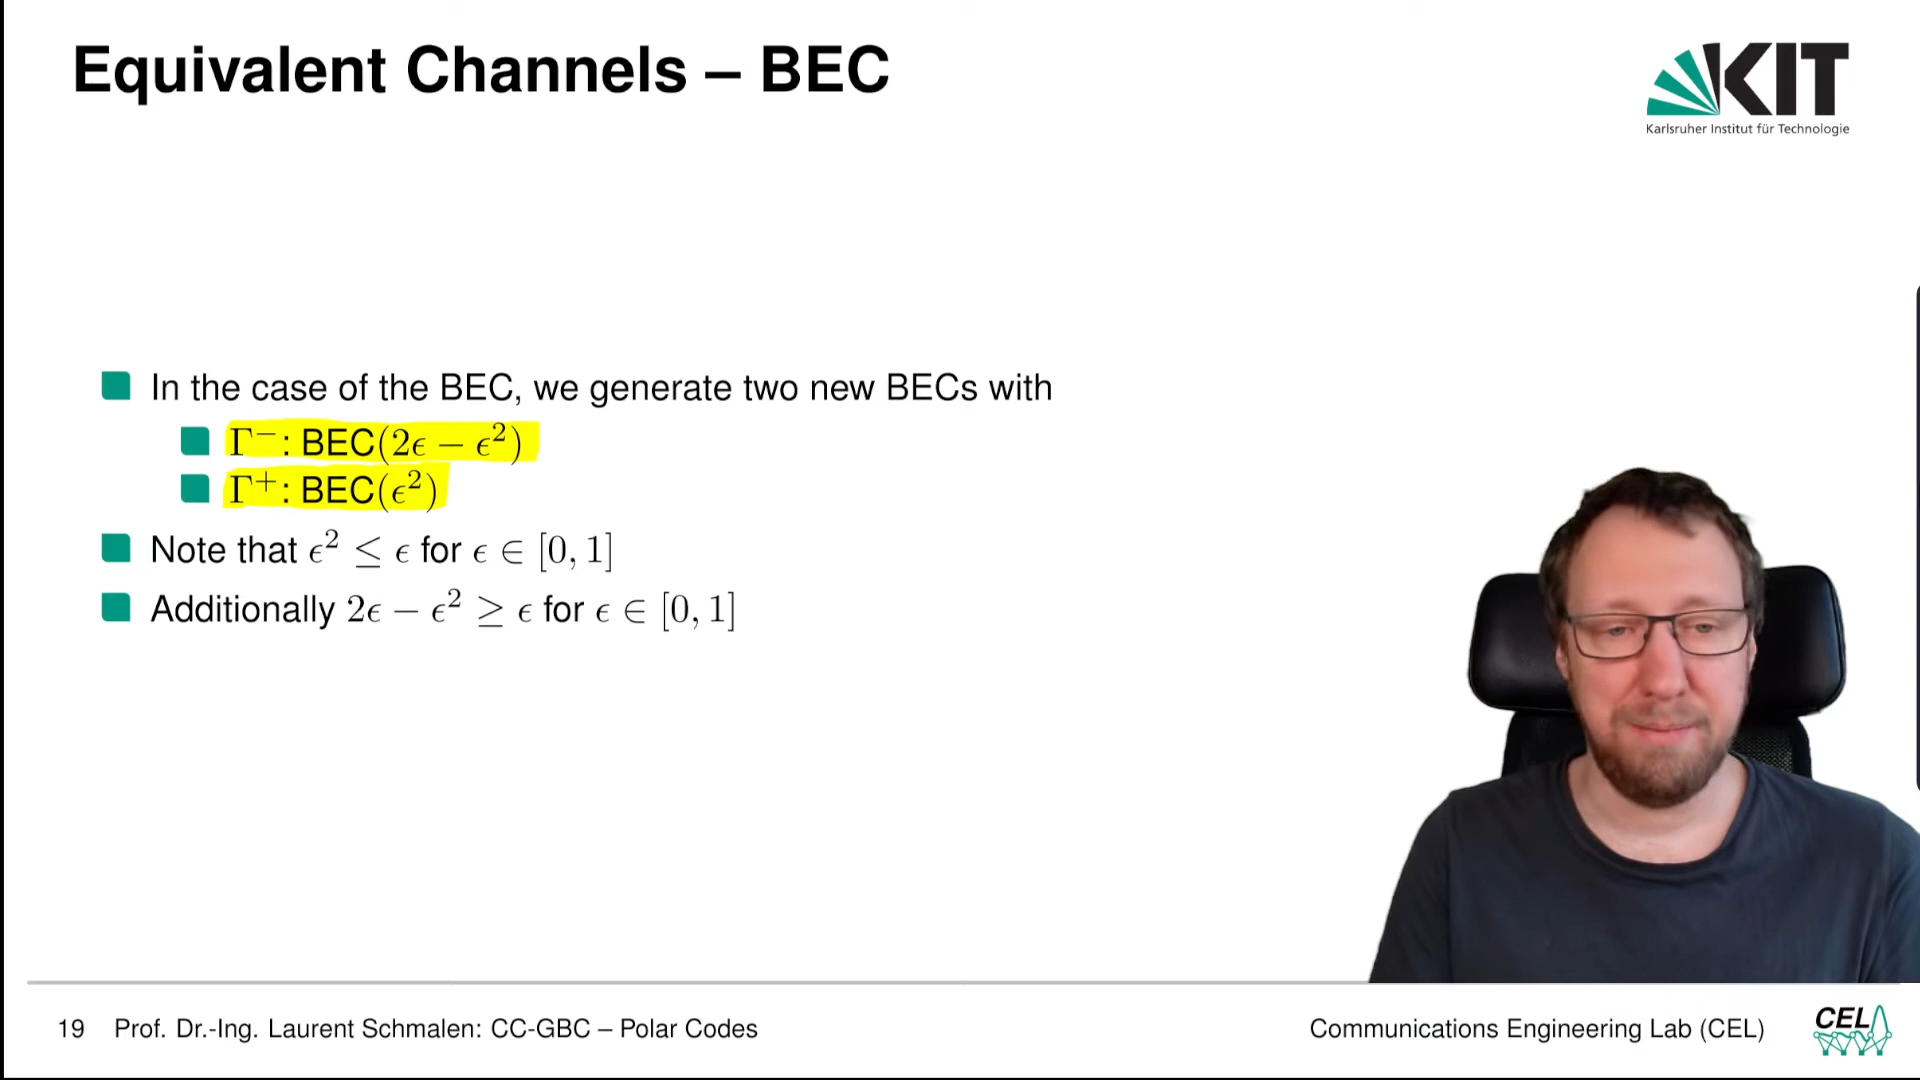 Equivalent Channels – BEC
KIT
Karlsruher Institut für Technologie
In the case of the BEC, we generate two new BECs with
Γ⁻: BEC(2ϵ − ϵ²)
Γ⁺: BEC(ϵ²)
Note that ϵ² ≤ ϵ for ϵ ∈ [0, 1]
Additionally 2ϵ − ϵ² ≥ ϵ for ϵ ∈ [0, 1]
19 Prof. Dr.-Ing. Laurent Schmalen: CC-GBC – Polar Codes
Communications Engineering Lab (CEL)
CEL